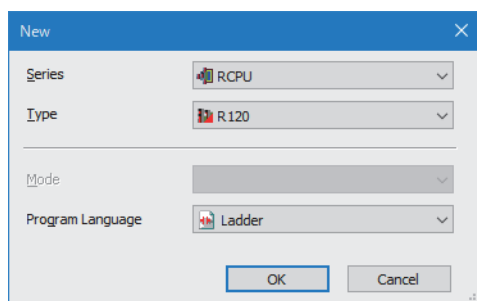 New
Series
RCPU
Type
R120
Mode
Program Language
Ladder
OK
Cancel